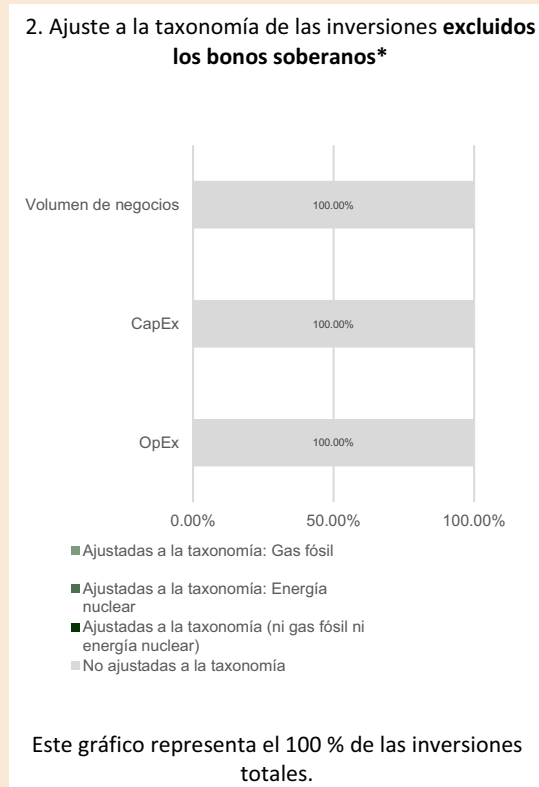 2. Ajuste a la taxonomía de las inversiones excluidos
los bonos soberanos*
Volumen de negocios
100.00%
CapEx
100.00%
OpEx
100.00%
0.00%
50.00%
100.00%
Ajustadas a la taxonomía: Gas fósil
Ajustadas a la taxonomía: Energía
nuclear
Ajustadas a la taxonomía (ni gas fósil ni
energía nuclear)
No ajustadas a la taxonomía
Este gráfico representa el 100 % de las inversiones
totales.